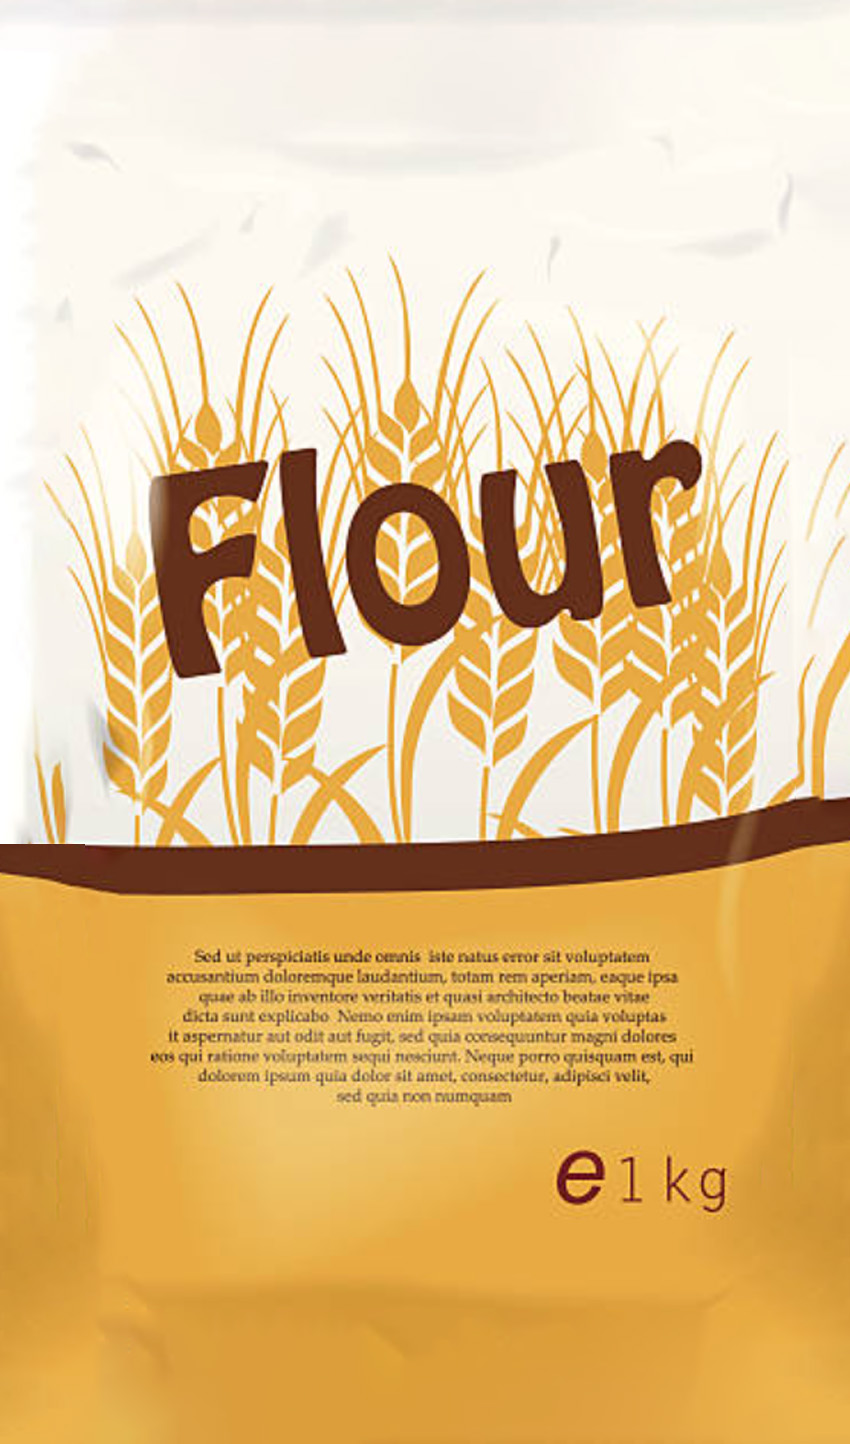 Flour
Sed ut perspiciatis unde omnis iste natus error sit voluptatem
accusantium doloremque laudantium, totam rem aperiam, eaque ipsa
quae ab illo inventore veritatis et quasi architecto beatae vitae
dicta sunt explicabo Nemo enim ipsam voluptatem quia voluptas
it aspernatur aut odit aut fugit, sed quia consequuntur magni dolores
eos qui ratione voluptatem sequi nesciunt. Neque porro quisquam est, qui
dolorem ipsum quia dolor sit amet, consectetur, adipisci velit,
sed quia non numquam
e 1 kg